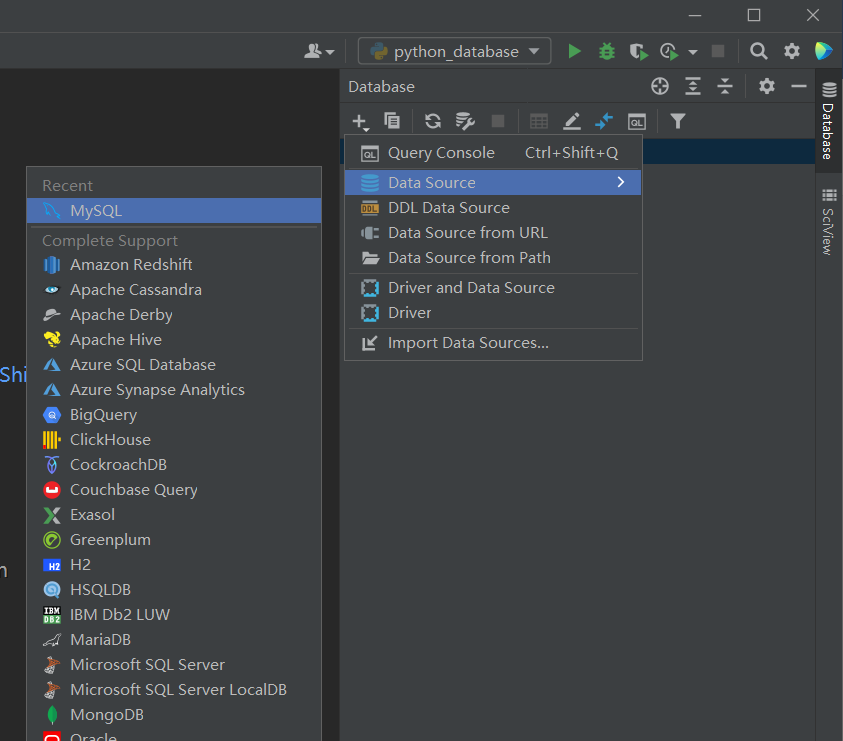 python_database
Database
QL
Query Console Ctrl+Shift+Q
Data Source
DDL Data Source
Data Source from URL
Data Source from Path
Driver and Data Source
Driver
Import Data Sources...
Database
SciView
Recent
MySQL
Complete Support
Amazon Redshift
Apache Cassandra
Apache Derby
Apache Hive
Azure SQL Database
Azure Synapse Analytics
BigQuery
ClickHouse
CockroachDB
Couchbase Query
Exasol
Greenplum
H2
HSQLDB
IBM Db2 LUW
MariaDB
Microsoft SQL Server
Microsoft SQL Server LocalDB
MongoDB
Oracle
Shi
n